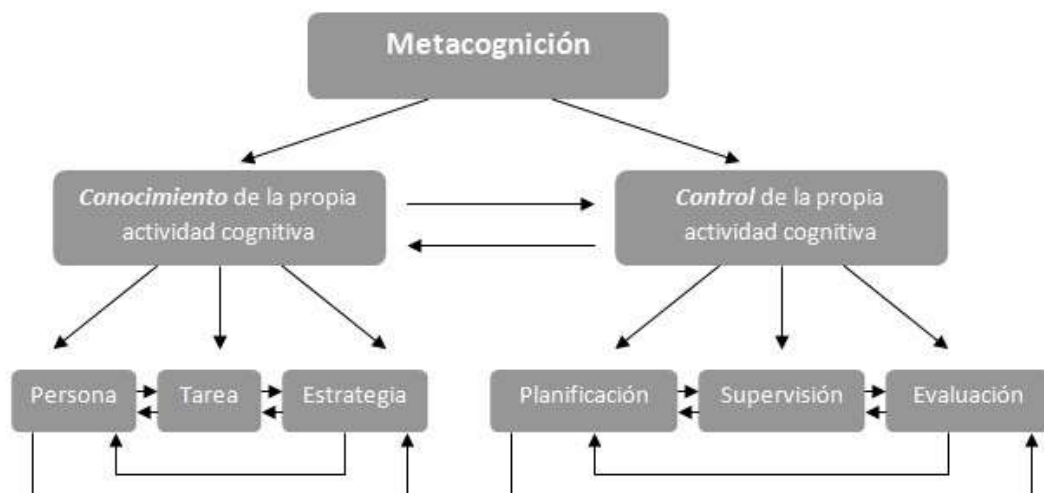 Metacognición
Conocimiento de la propia
actividad cognitiva
Control de la propia
actividad cognitiva
Persona
Tarea
Estrategia
Planificación
Supervisión
Evaluación